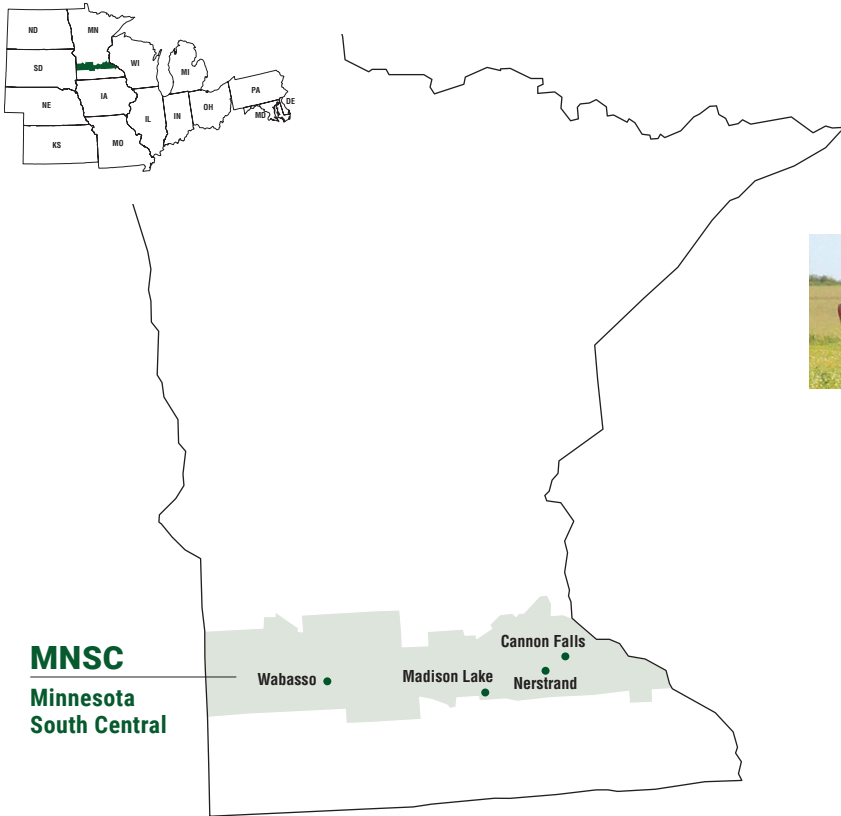 ND
MN
SD
WI
MI
NE
IA
PA
IL
IN
OH
MD
DE
KS
MO
MNSC
Minnesota
South Central
Wabasso
Madison Lake
Cannon Falls
Nerstrand